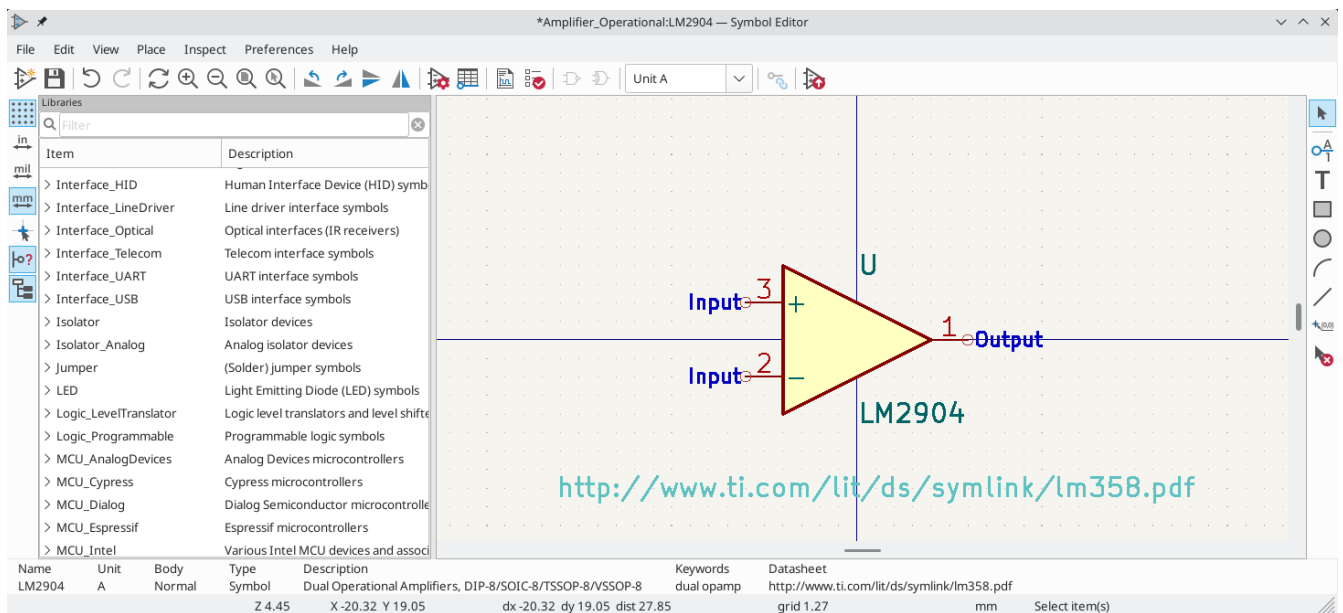 *Amplifier_Operational:LM2904 — Symbol Editor
File Edit View Place Inspect Preferences Help
Unit A
Libraries
Filter
Item Description
Interface_HID Human Interface Device (HID) symb
Interface_LineDriver Line driver interface symbols
Interface_Optical Optical interfaces (IR receivers)
Interface_Telecom Telecom interface symbols
Interface_UART UART interface symbols
Interface_USB USB interface symbols
Isolator Isolator devices
Isolator_Analog Analog isolator devices
Jumper (Solder) jumper symbols
LED Light Emitting Diode (LED) symbols
Logic_LevelTranslator Logic level translators and level shifte
Logic_Programmable Programmable logic symbols
MCU_AnalogDevices Analog Devices microcontrollers
MCU_Cypress Cypress microcontrollers
MCU_Dialog Dialog Semiconductor microcontrolle
MCU_Espressif Espressif microcontrollers
MCU_Intel Various Intel MCU devices and associ
in
mil
mm
U
Input 3 +
1 Output
Input 2 −
LM2904
http://www.ti.com/lit/ds/symlink/lm358.pdf
A
1
T
(0,0)
Name Unit Body Type Description Keywords Datasheet
LM2904 A Normal Symbol Dual Operational Amplifiers, DIP-8/SOIC-8/TSSOP-8/VSSOP-8 dual opamp http://www.ti.com/lit/ds/symlink/lm358.pdf
Z 4.45 X -20.32 Y 19.05 dx -20.32 dy 19.05 dist 27.85 grid 1.27 mm Select item(s)